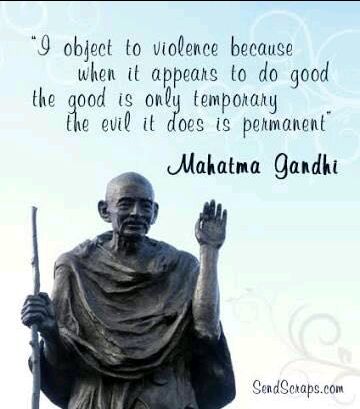 "I object to violence because
when it appears to do good
the good is only temporary
the evil it does is permanent"
Mahatma Gandhi
SendScraps.com